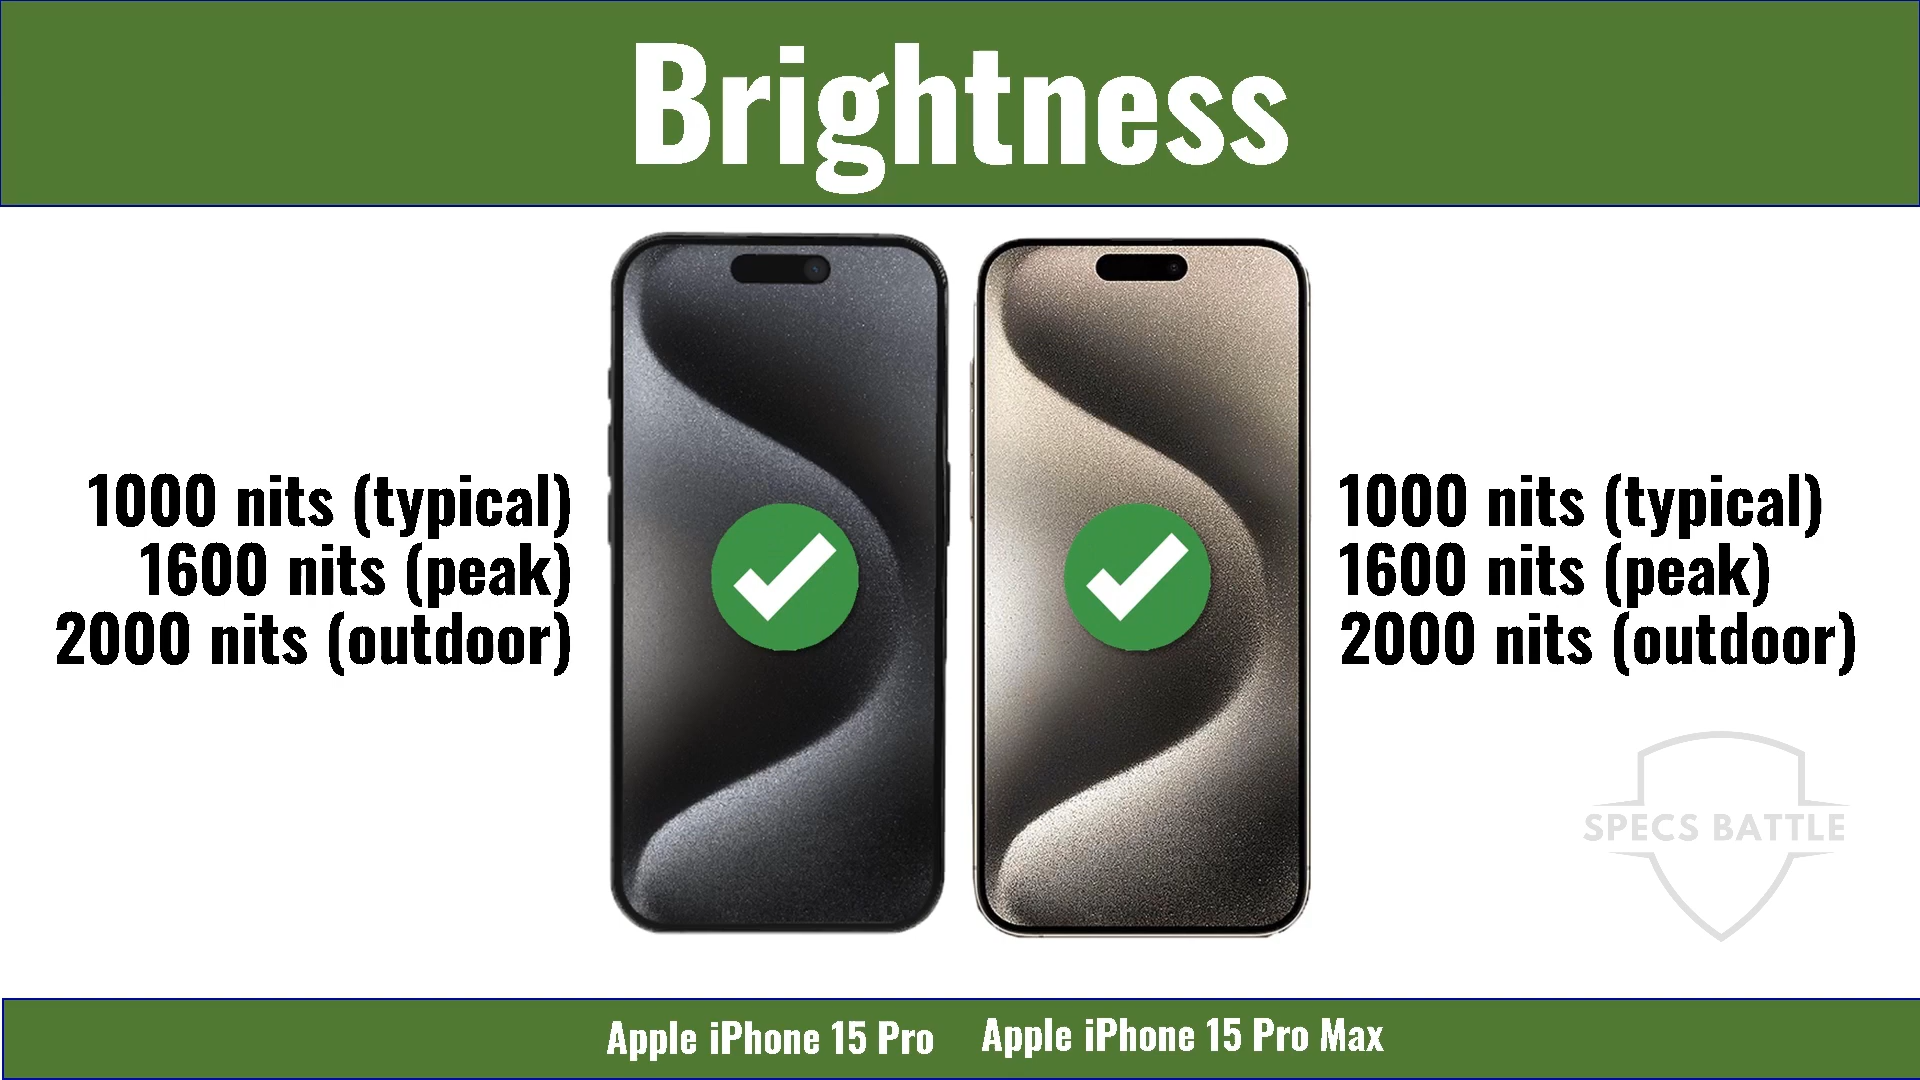 Brightness
1000 nits (typical)
1600 nits (peak)
2000 nits (outdoor)
1000 nits (typical)
1600 nits (peak)
2000 nits (outdoor)
SPECS BATTLE
Apple iPhone 15 Pro
Apple iPhone 15 Pro Max